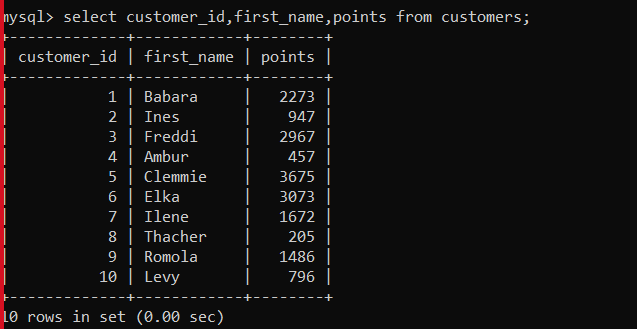 mysql> select customer_id,first_name,points from customers;
+-------------+------------+--------+
| customer_id | first_name | points |
+-------------+------------+--------+
|           1 | Babara     |   2273 |
|           2 | Ines       |    947 |
|           3 | Freddi     |   2967 |
|           4 | Ambur      |    457 |
|           5 | Clemmie    |   3675 |
|           6 | Elka       |   3073 |
|           7 | Ilene      |   1672 |
|           8 | Thacher    |    205 |
|           9 | Romola     |   1486 |
|          10 | Levy       |    796 |
+-------------+------------+--------+
10 rows in set (0.00 sec)